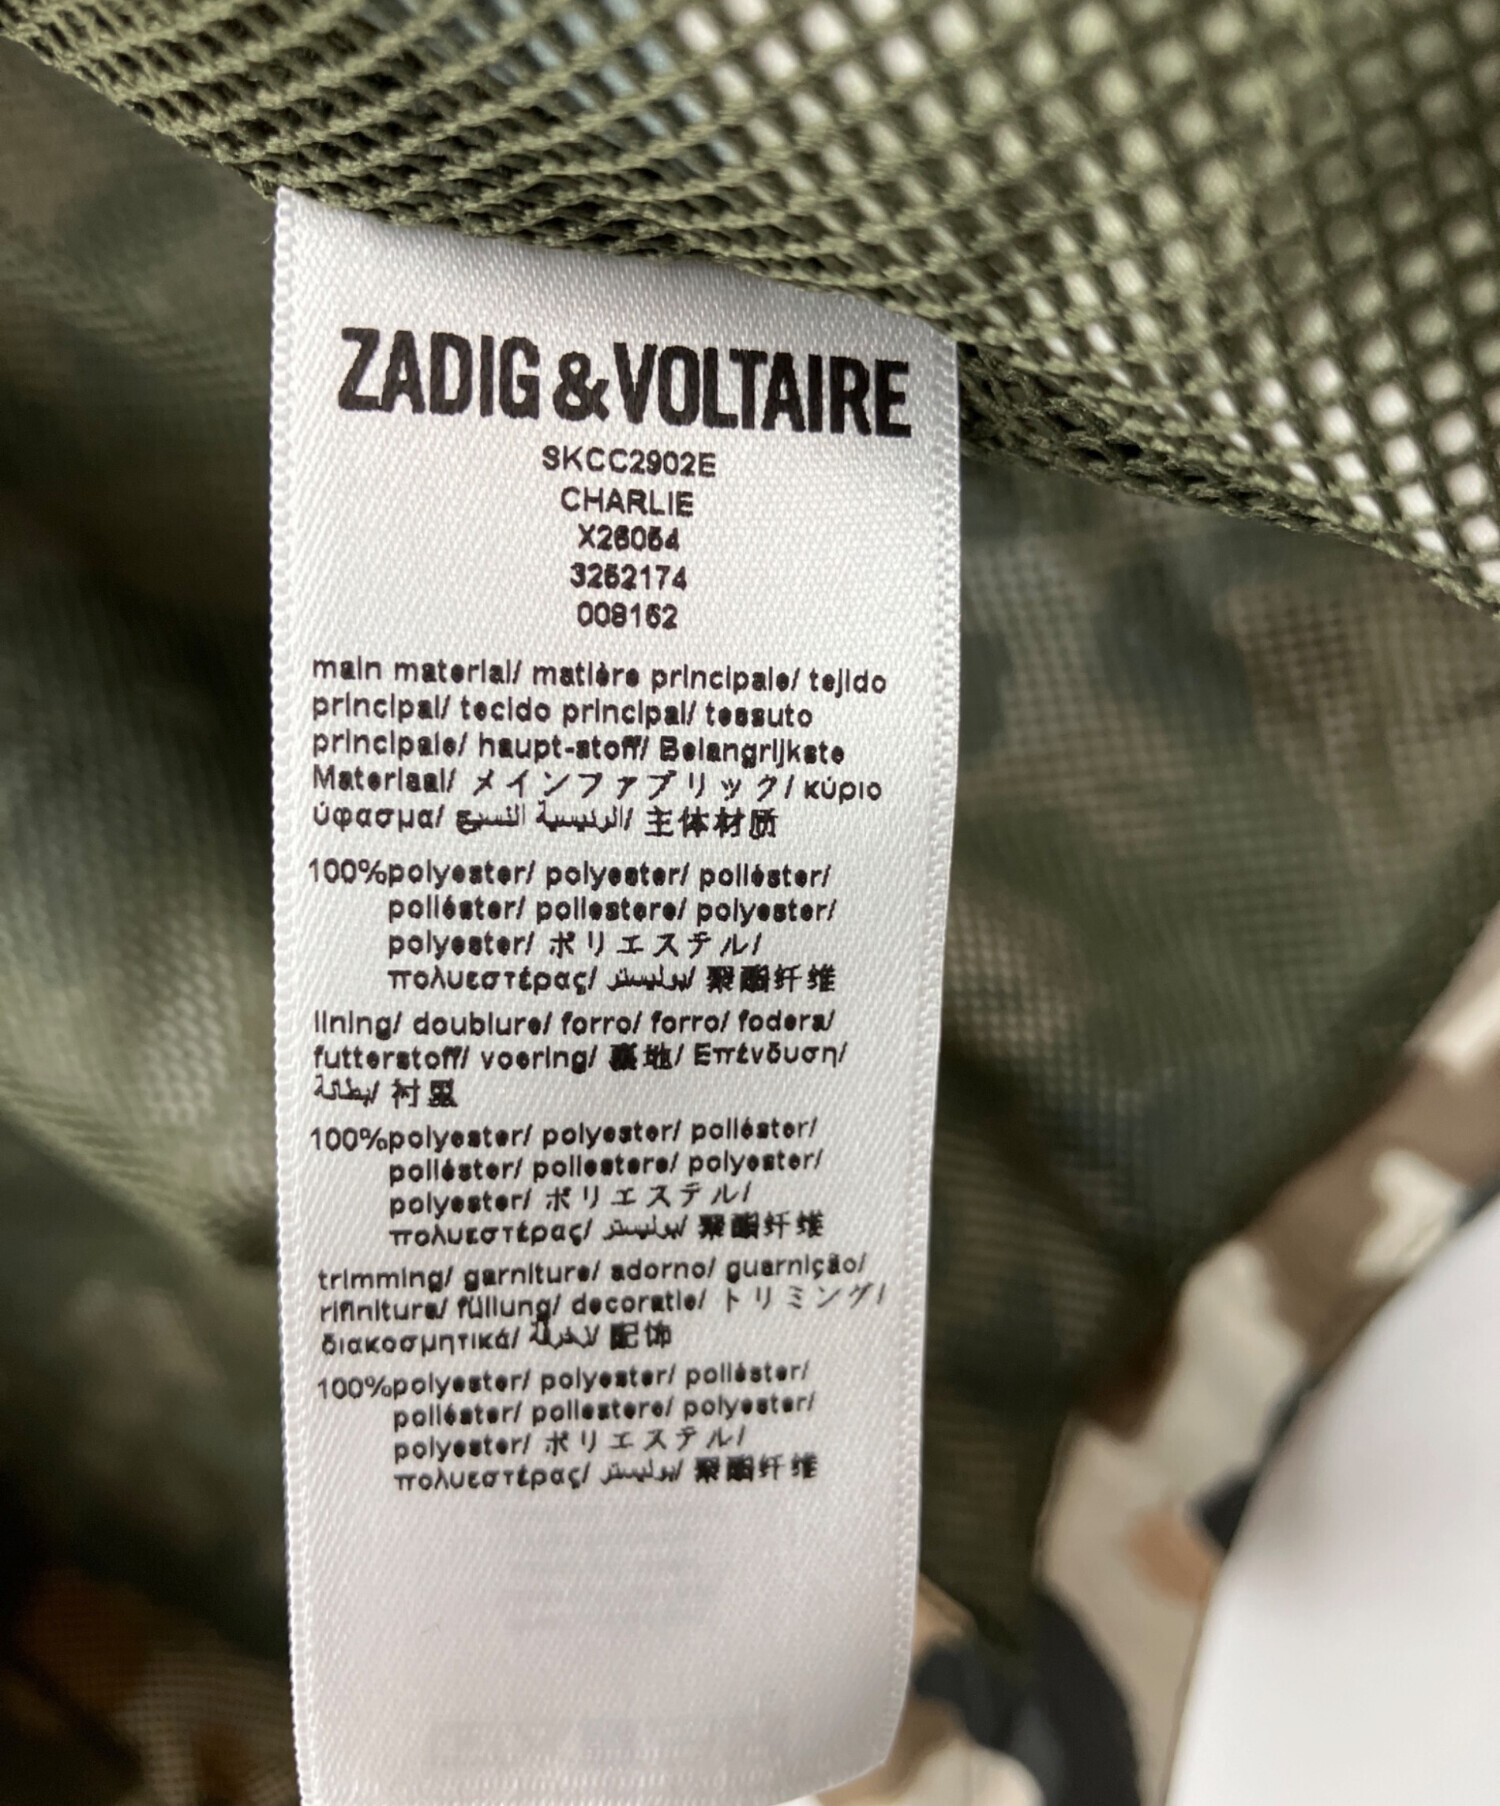 ZADIG & VOLTAIRE
SKCC2902E
CHARLIE
X26054
3252174
008162
main material/ matière principale/ tejido
principal/ tecido principal/ tessuto
principale/ haupt-stoff/ Belangrijkste
Materiaal/ メインファブリック/ κύριο
ύφασμα/ الرئيسية النسيج/ 主体材质
100%polyester/ polyester/ poliéster/
poliéster/ poliestere/ polyester/
polyester/ ポリエステル/
πολυεστέρας/ بوليستر/ 聚酯纤维
lining/ doublure/ forro/ forro/ fodera/
futterstoff/ voering/ 裏地/ Επένδυση/
بطانة/ 衬里
100%polyester/ polyester/ poliéster/
poliéster/ poliestere/ polyester/
polyester/ ポリエステル/
πολυεστέρας/ بوليستر/ 聚酯纤维
trimming/ garniture/ adorno/ guarnição/
rifinitura/ füllung/ decoratie/ トリミング/
διακοσμητικά/ 配饰
100%polyester/ polyester/ poliéster/
poliéster/ poliestere/ polyester/
polyester/ ポリエステル/
πολυεστέρας/ بوليستر/ 聚酯纤维